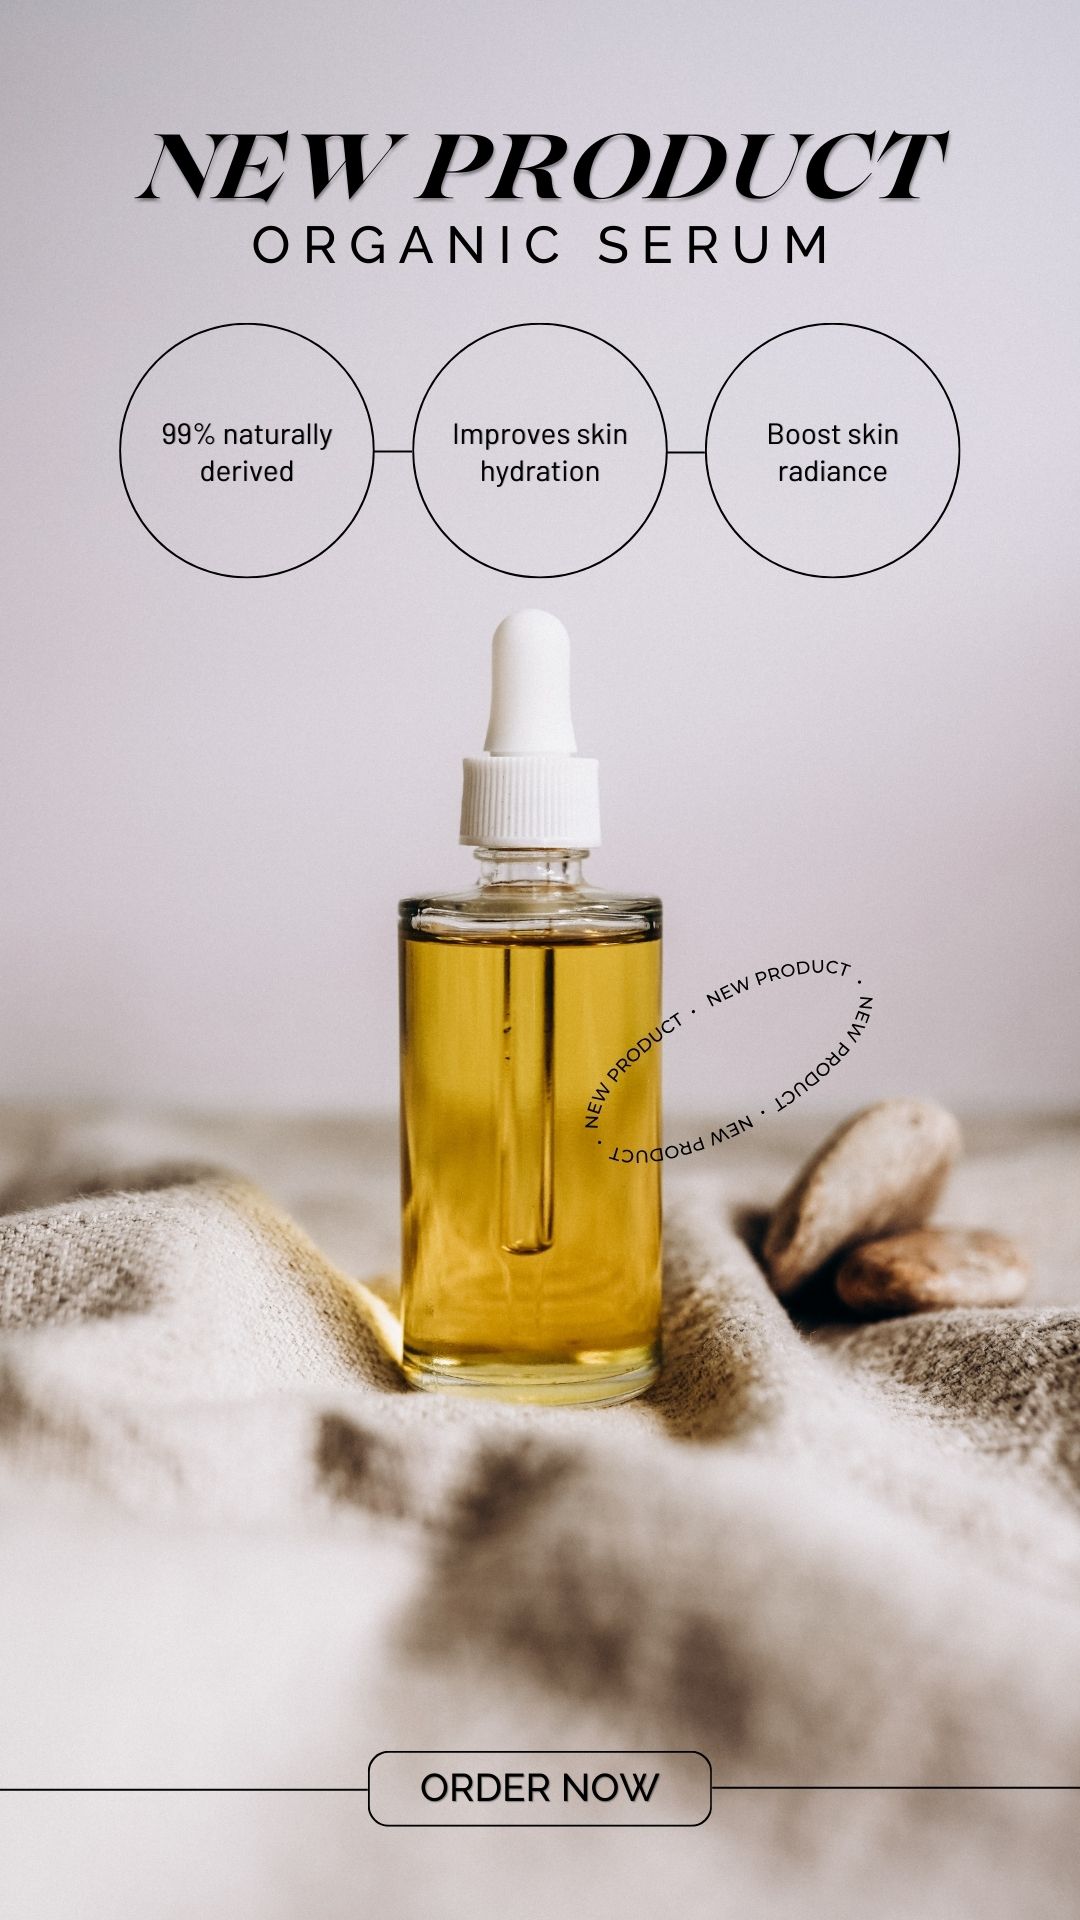 NEW PRODUCT
ORGANIC SERUM
99% naturally
derived
Improves skin
hydration
Boost skin
radiance
NEW PRODUCT • NEW PRODUCT • NEW PRODUCT • NEW PRODUCT •
ORDER NOW